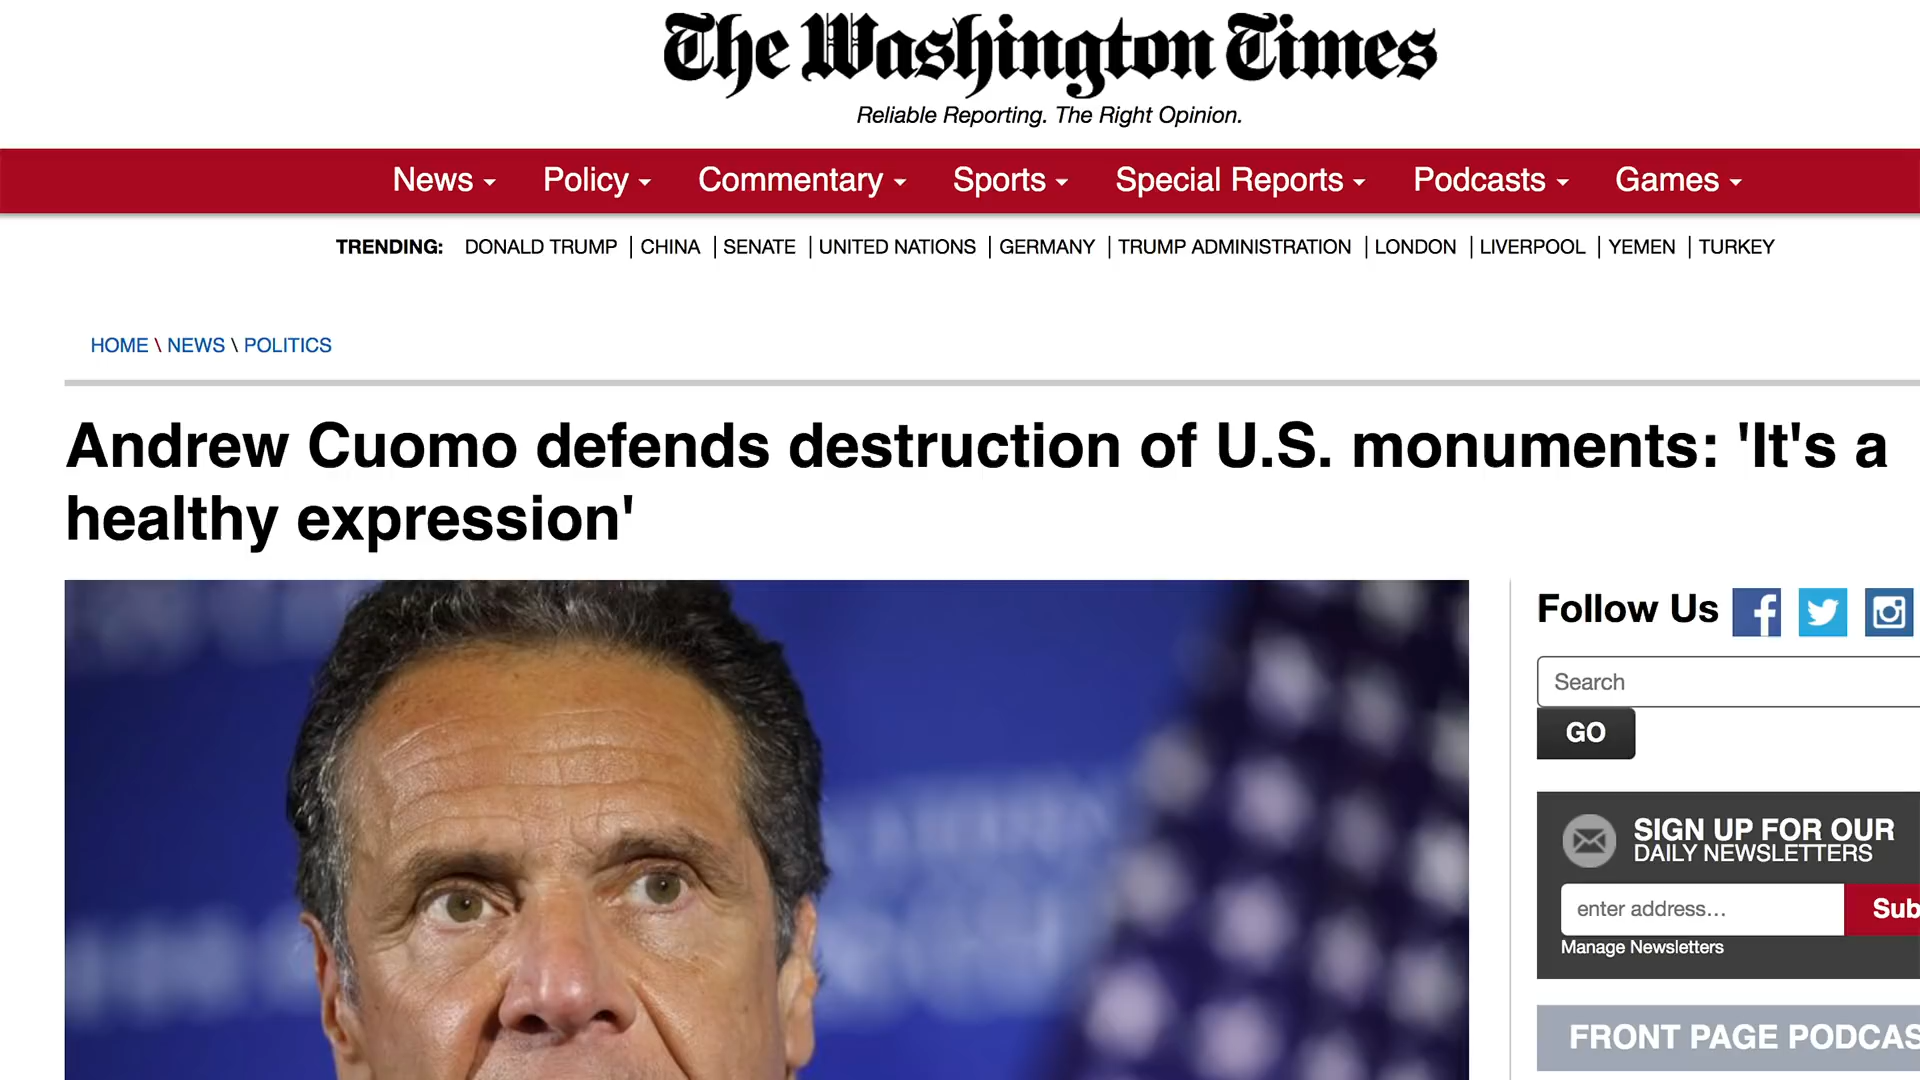 The Washington Times
Reliable Reporting. The Right Opinion.
News Policy Commentary Sports Special Reports Podcasts Games
TRENDING: DONALD TRUMP | CHINA | SENATE | UNITED NATIONS | GERMANY | TRUMP ADMINISTRATION | LONDON | LIVERPOOL | YEMEN | TURKEY
HOME \ NEWS \ POLITICS
Andrew Cuomo defends destruction of U.S. monuments: 'It's a
healthy expression'
Follow Us
Search
GO
SIGN UP FOR OUR
DAILY NEWSLETTERS
enter address... Sub
Manage Newsletters
FRONT PAGE PODCAS